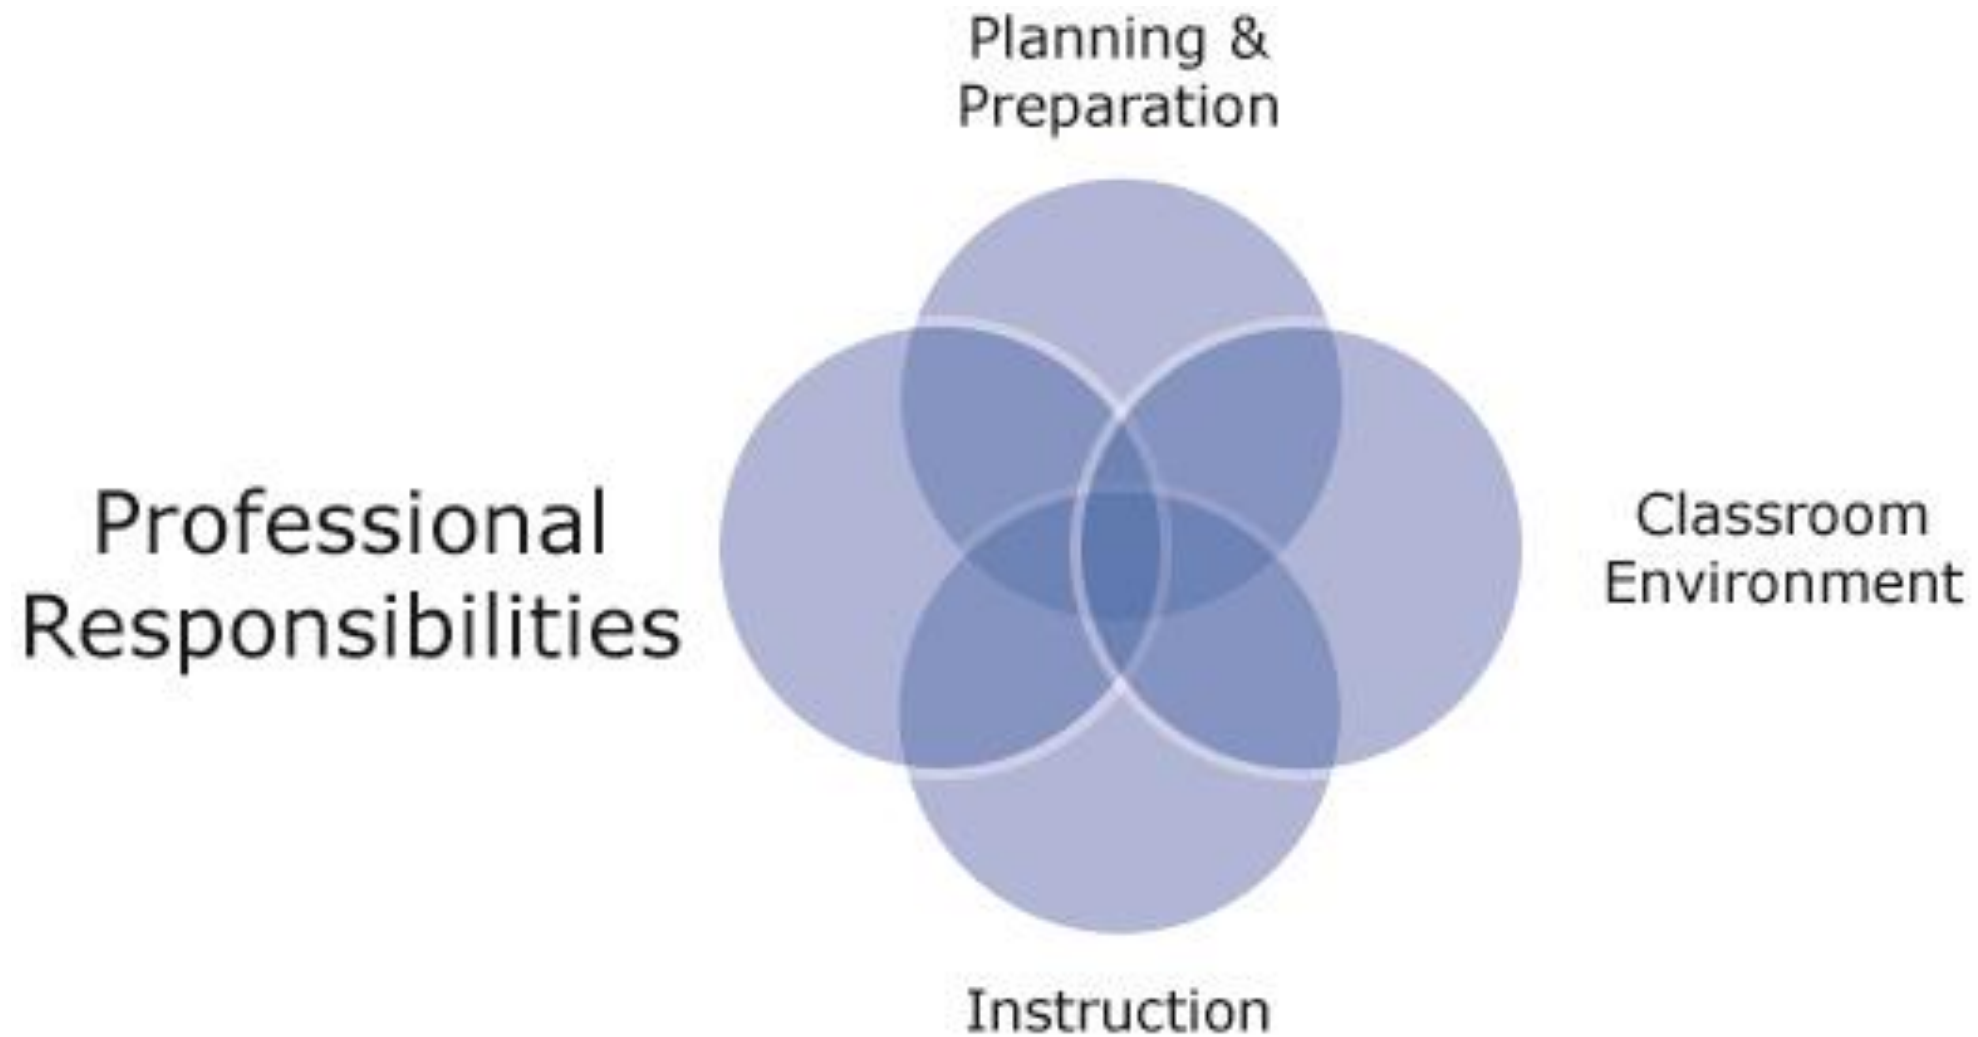 Planning &
Preparation
Professional
Responsibilities
Classroom
Environment
Instruction